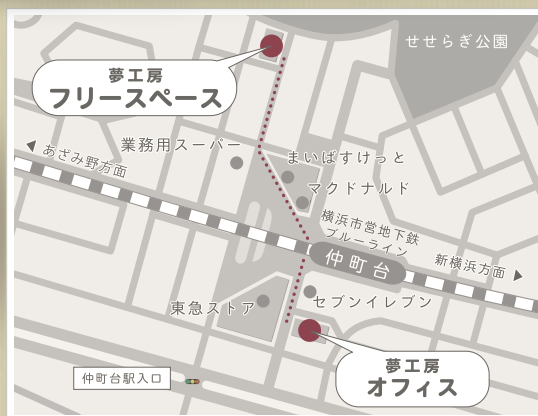 せせらぎ公園
夢工房
フリースペース
業務用スーパー
まいばすけっと
◀ あざみ野方面
マクドナルド
横浜市営地下鉄
ブルーライン
仲町台
新横浜方面 ▶
東急ストア
セブンイレブン
夢工房
オフィス
仲町台駅入口